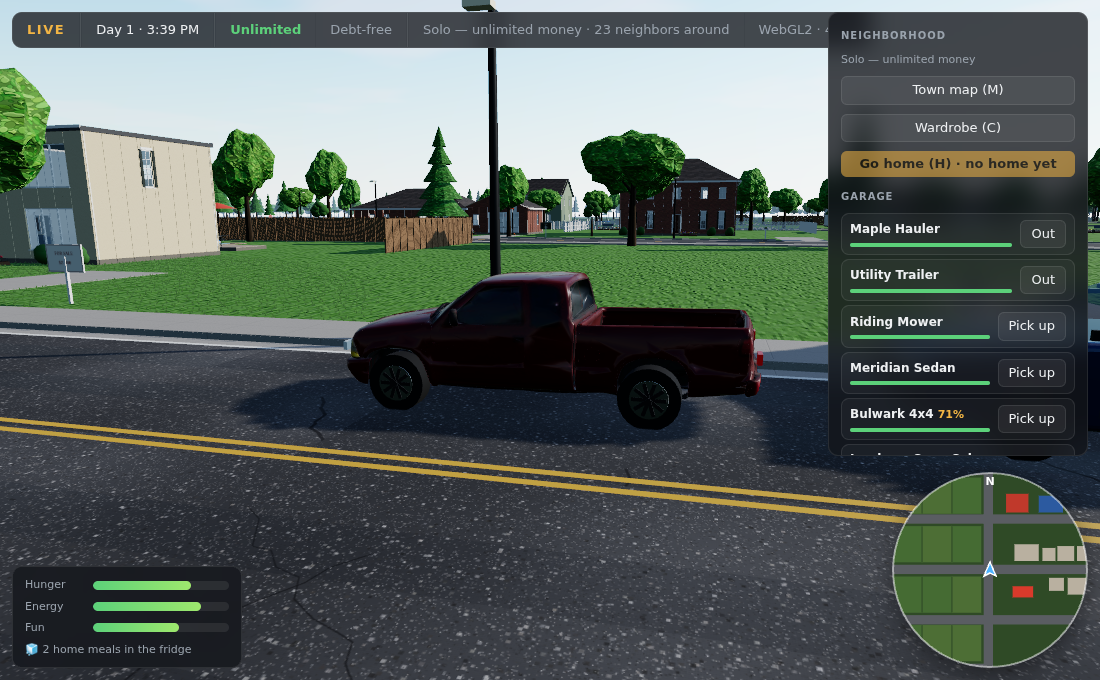 LIVE Day 1 · 3:39 PM Unlimited Debt-free Solo — unlimited money · 23 neighbors around WebGL2 ·
NEIGHBORHOOD
Solo — unlimited money
Town map (M)
Wardrobe (C)
Go home (H) · no home yet
GARAGE
Maple Hauler Out
Utility Trailer Out
Riding Mower Pick up
Meridian Sedan Pick up
Bulwark 4x4 71% Pick up
N
Hunger
Energy
Fun
🧊 2 home meals in the fridge